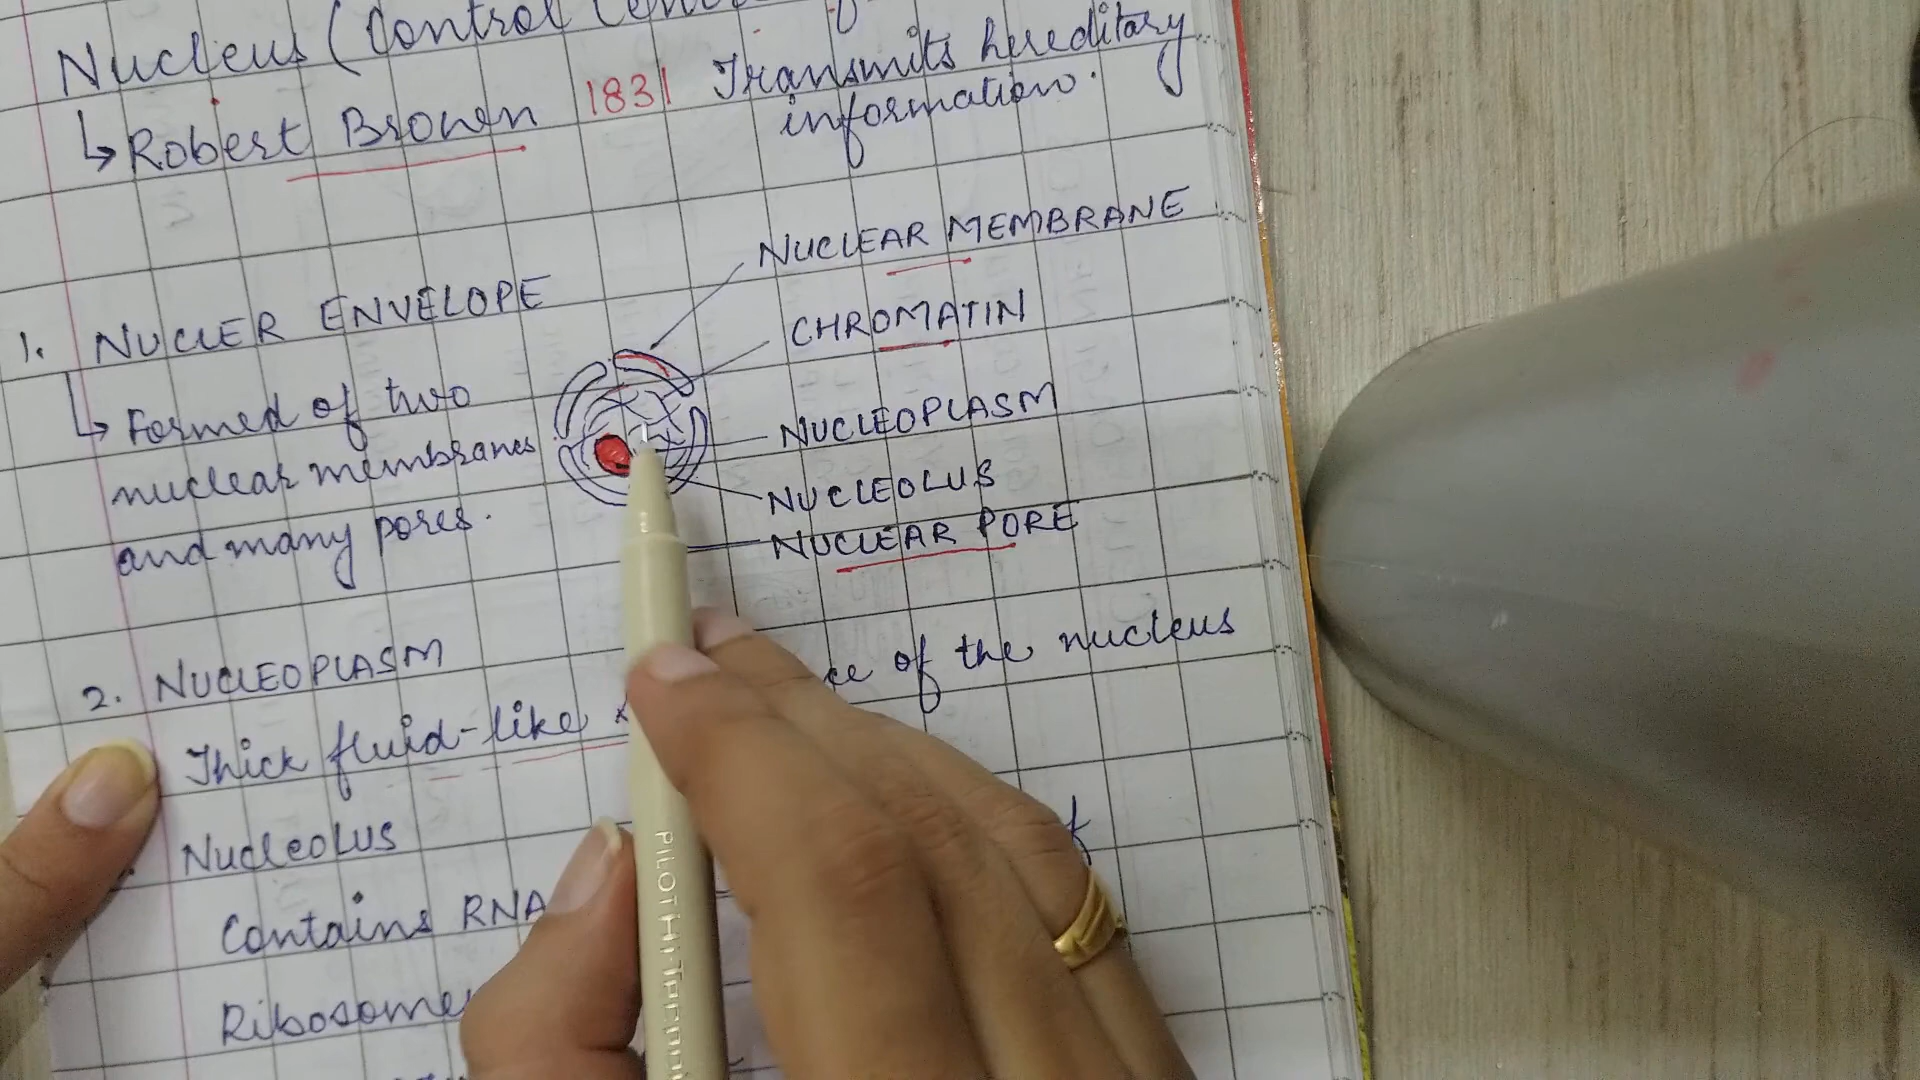 Nucleus (Control
↳ Robert Brown 1831 Transmits hereditary
information.
NUCLEAR MEMBRANE
CHROMATIN
NUCLEOPLASM
NUCLEOLUS
NUCLEAR PORE
1. NUCLER ENVELOPE
↳ Formed of two
nuclear membranes
and many pores.
2. NUCLEOPLASM
Thick fluid-like
of the nucleus
Nucleolus
Contains RNA
PILOT Hi-Tecpoint